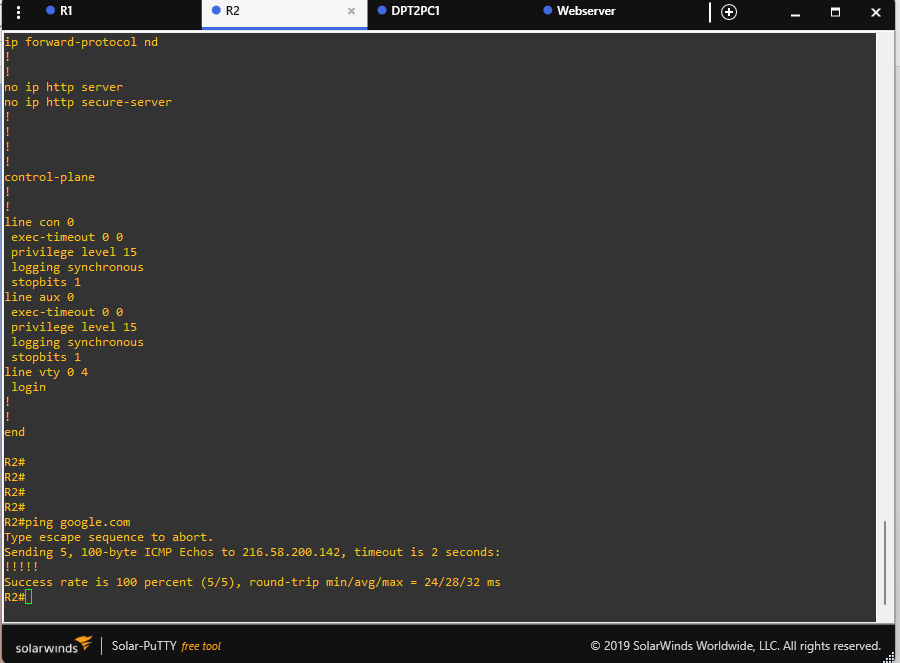 R1
R2
DPT2PC1
Webserver
ip forward-protocol nd
!
!
no ip http server
no ip http secure-server
!
!
!
!
control-plane
!
!
line con 0
 exec-timeout 0 0
 privilege level 15
 logging synchronous
 stopbits 1
line aux 0
 exec-timeout 0 0
 privilege level 15
 logging synchronous
 stopbits 1
line vty 0 4
 login
!
!
end
R2#
R2#
R2#
R2#
R2#ping google.com
Type escape sequence to abort.
Sending 5, 100-byte ICMP Echos to 216.58.200.142, timeout is 2 seconds:
!!!!!
Success rate is 100 percent (5/5), round-trip min/avg/max = 24/28/32 ms
R2#
solarwinds
Solar-PuTTY free tool
© 2019 SolarWinds Worldwide, LLC. All rights reserved.